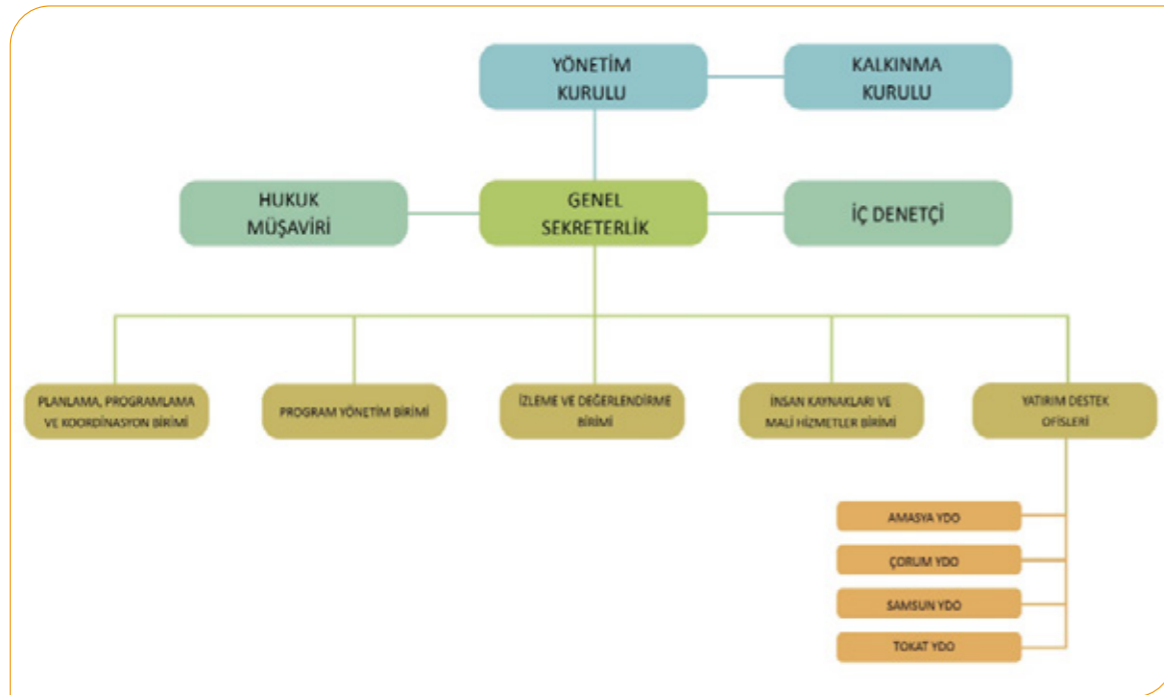 YÖNETİM
KURULU
KALKINMA
KURULU
HUKUK
MÜŞAVİRİ
GENEL
SEKRETERLİK
İÇ DENETÇİ
PLANLAMA, PROGRAMLAMA
VE KOORDİNASYON BİRİMİ
PROGRAM YÖNETİM BİRİMİ
İZLEME VE DEĞERLENDİRME
BİRİMİ
İNSAN KAYNAKLARI VE
MALİ HİZMETLER BİRİMİ
YATIRIM DESTEK
OFİSLERİ
AMASYA YDO
ÇORUM YDO
SAMSUN YDO
TOKAT YDO